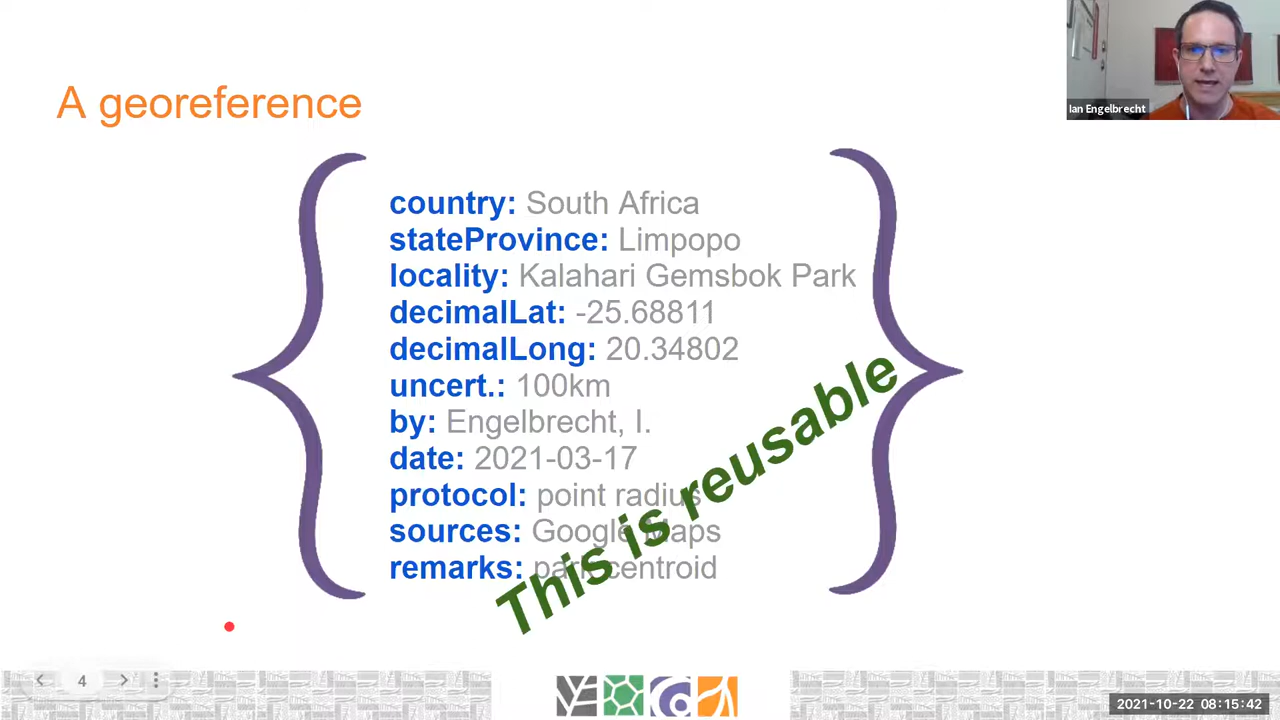 Ian Engelbrecht
A georeference
country: South Africa
stateProvince: Limpopo
locality: Kalahari Gemsbok Park
decimalLat: -25.68811
decimalLong: 20.34802
uncert.: 100km
by: Engelbrecht, I.
date: 2021-03-17
protocol: point radius
sources: Google Maps
remarks: park centroid
This is reusable
4
2021-10-22 08:15:42